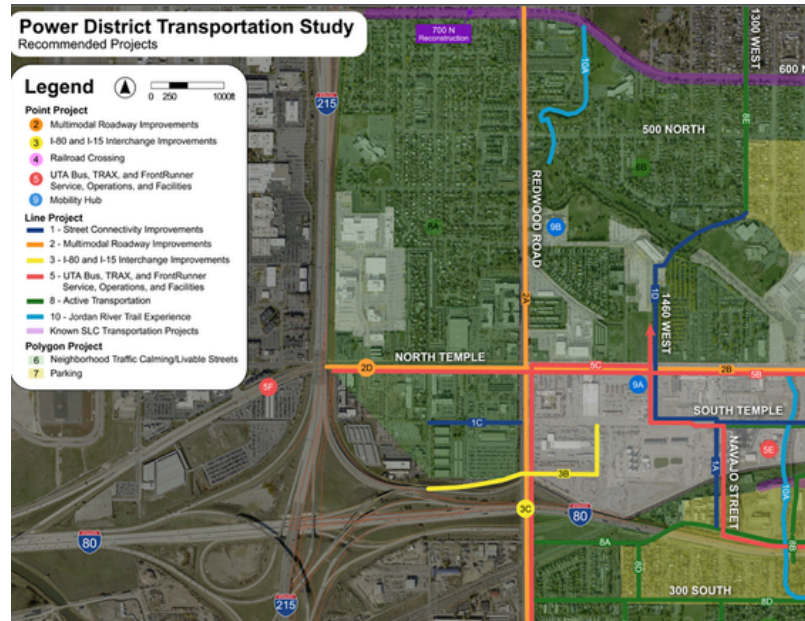 Power District Transportation Study
Recommended Projects
Legend
0 250 1000ft
Point Project
2 Multimodal Roadway Improvements
3 I-80 and I-15 Interchange Improvements
4 Railroad Crossing
5 UTA Bus, TRAX, and FrontRunner
Service, Operations, and Facilities
9 Mobility Hub
Line Project
1 - Street Connectivity Improvements
2 - Multimodal Roadway Improvements
3 - I-80 and I-15 Interchange Improvements
5 - UTA Bus, TRAX, and FrontRunner
Service, Operations, and Facilities
8 - Active Transportation
10 - Jordan River Trail Experience
Known SLC Transportation Projects
Polygon Project
6 Neighborhood Traffic Calming/Livable Streets
7 Parking
700 N
Reconstruction
1300 WEST
600 N
215
10A
8E
500 NORTH
REDWOOD ROAD
9B
2A
1D
1460 WEST
NORTH TEMPLE
2D
5C
2B
5B
5F
9A
SOUTH TEMPLE
1C
1A
NAVAJO STREET
5E
3B
10A
3C
80
80
8A
8B
6D
300 SOUTH
8D
215